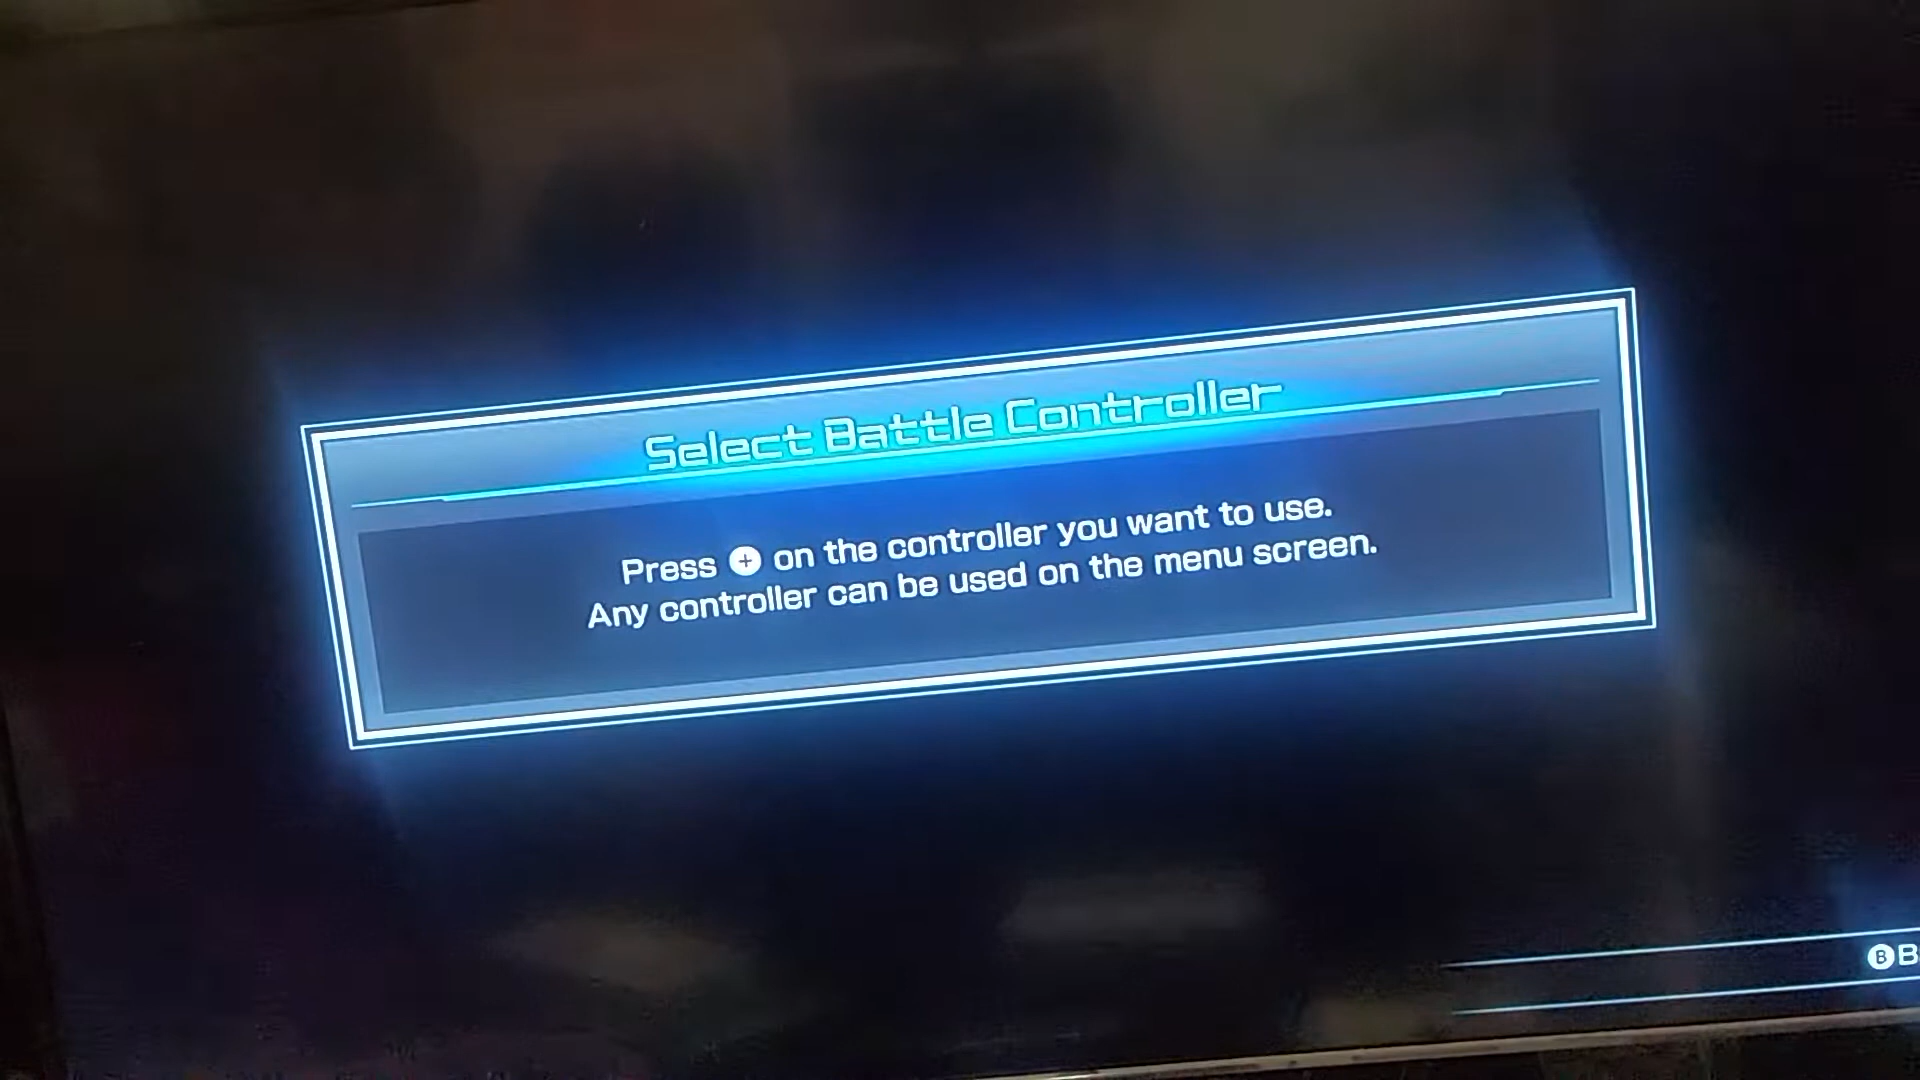 Select Battle Controller
Press + on the controller you want to use.
Any controller can be used on the menu screen.
B